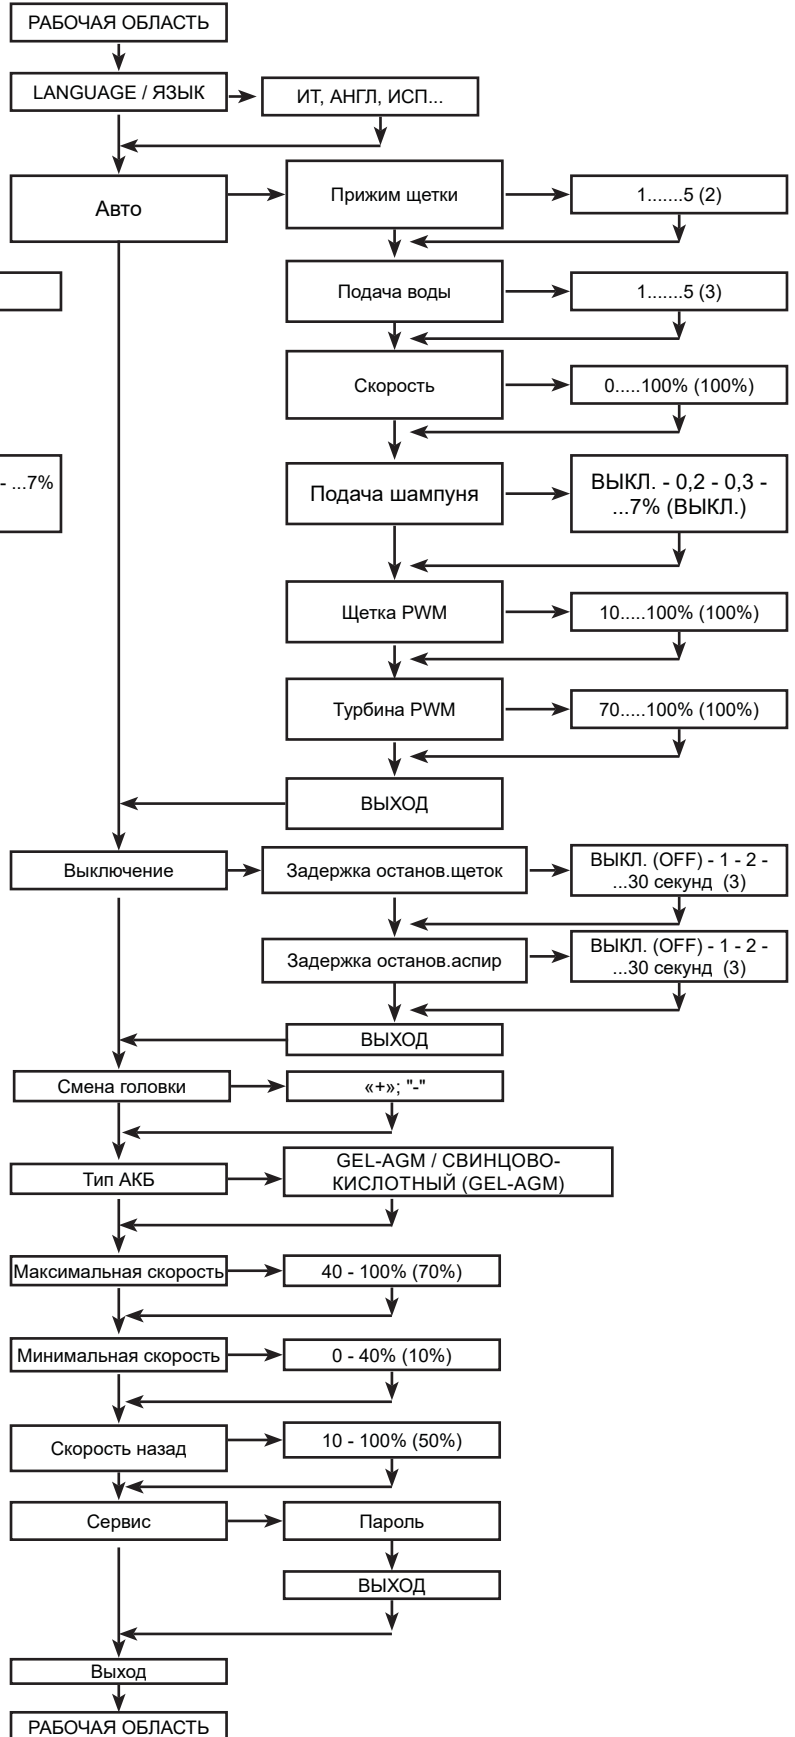 РАБОЧАЯ ОБЛАСТЬ
LANGUAGE / ЯЗЫК
ИТ, АНГЛ, ИСП...
Авто
Прижим щетки
1.......5 (2)
Подача воды
1.......5 (3)
Скорость
0.....100% (100%)
- ...7%
Подача шампуня
ВЫКЛ. - 0,2 - 0,3 -
...7% (ВЫКЛ.)
Щетка PWM
10.....100% (100%)
Турбина PWM
70.....100% (100%)
ВЫХОД
Выключение
Задержка останов.щеток
ВЫКЛ. (OFF) - 1 - 2 -
...30 секунд (3)
Задержка останов.аспир
ВЫКЛ. (OFF) - 1 - 2 -
...30 секунд (3)
ВЫХОД
Смена головки
«+»; "-"
Тип АКБ
GEL-AGM / СВИНЦОВО-
КИСЛОТНЫЙ (GEL-AGM)
Максимальная скорость
40 - 100% (70%)
Минимальная скорость
0 - 40% (10%)
Скорость назад
10 - 100% (50%)
Сервис
Пароль
ВЫХОД
Выход
РАБОЧАЯ ОБЛАСТЬ